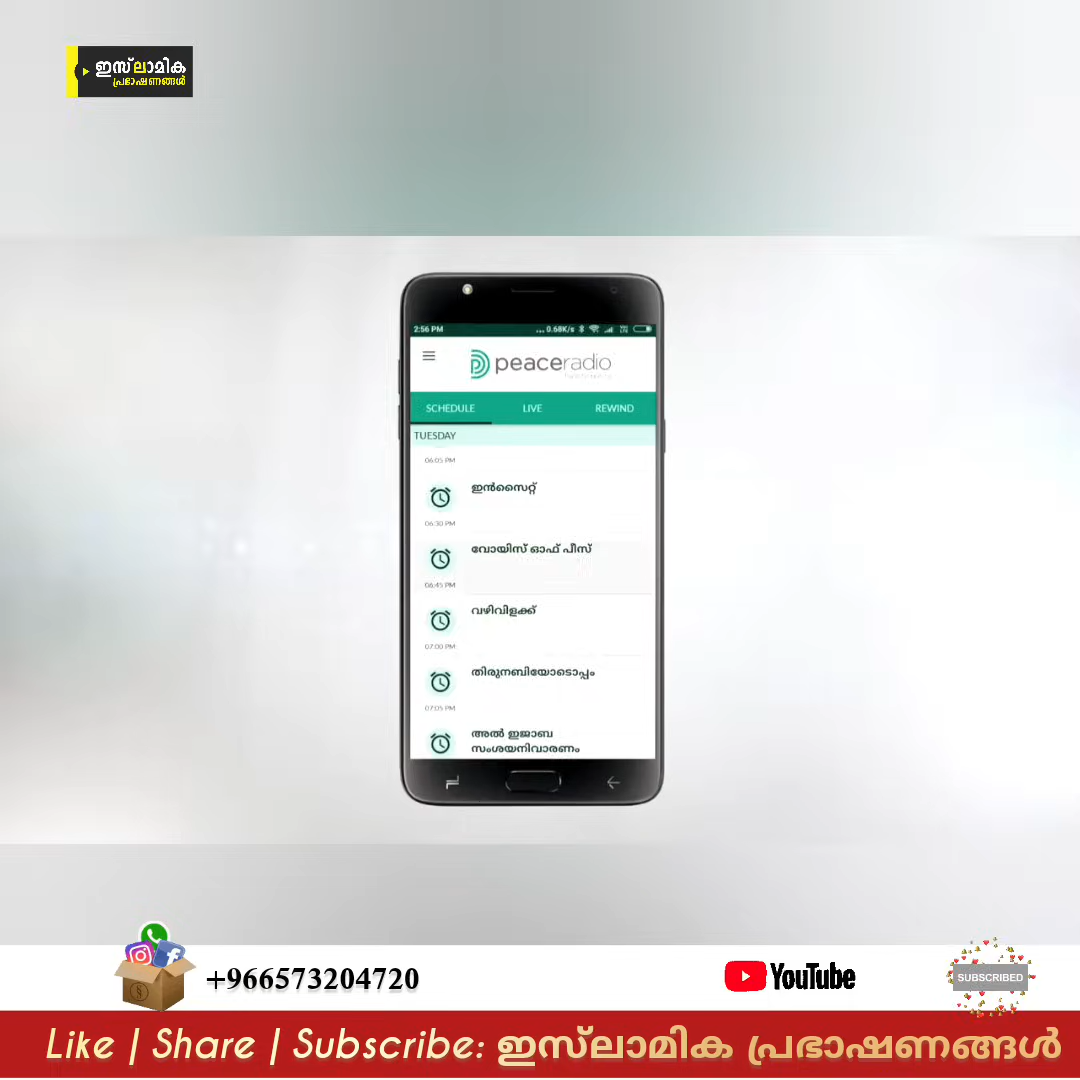 ഇസ്‌ലാമിക
പ്രഭാഷണങ്ങൾ
2:56 PM
... 0.68K/s
peaceradio
SCHEDULE LIVE REWIND
TUESDAY
06:05 PM
ഇൻസൈറ്റ്
06:30 PM
വോയിസ് ഓഫ് പീസ്
06:45 PM
വഴിവിളക്ക്
07:00 PM
തിരുനബിയോടൊപ്പം
07:05 PM
അൽ ഇജാബ
സംശയനിവാരണം
+966573204720
YouTube
SUBSCRIBED
Like | Share | Subscribe: ഇസ്‌ലാമിക പ്രഭാഷണങ്ങൾ